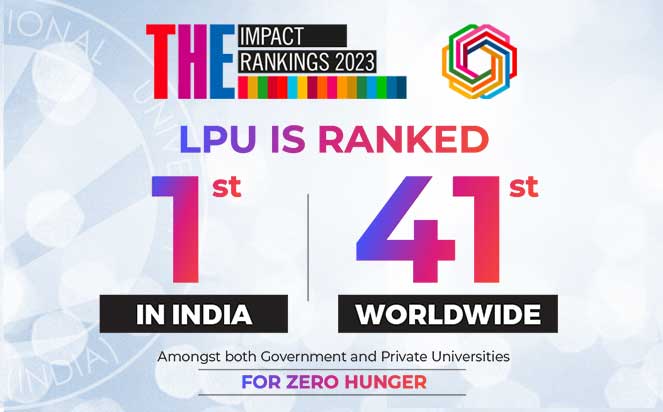 THE IMPACT
RANKINGS 2023
LPU IS RANKED
1st
41st
IN INDIA
WORLDWIDE
Amongst both Government and Private Universities
FOR ZERO HUNGER
(INDIA)